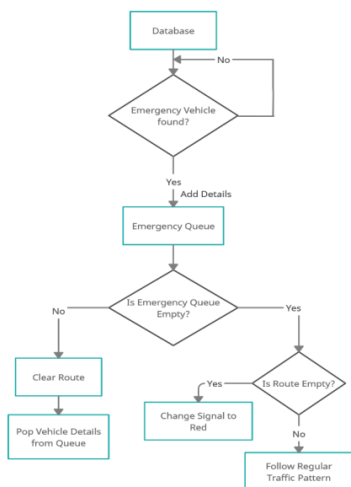 Database
No
Emergency Vehicle
found?
Yes
Add Details
Emergency Queue
Is Emergency Queue
Empty?
No
Yes
Clear Route
Is Route Empty?
Yes
Pop Vehicle Details
from Queue
Change Signal to
Red
No
Follow Regular
Traffic Pattern